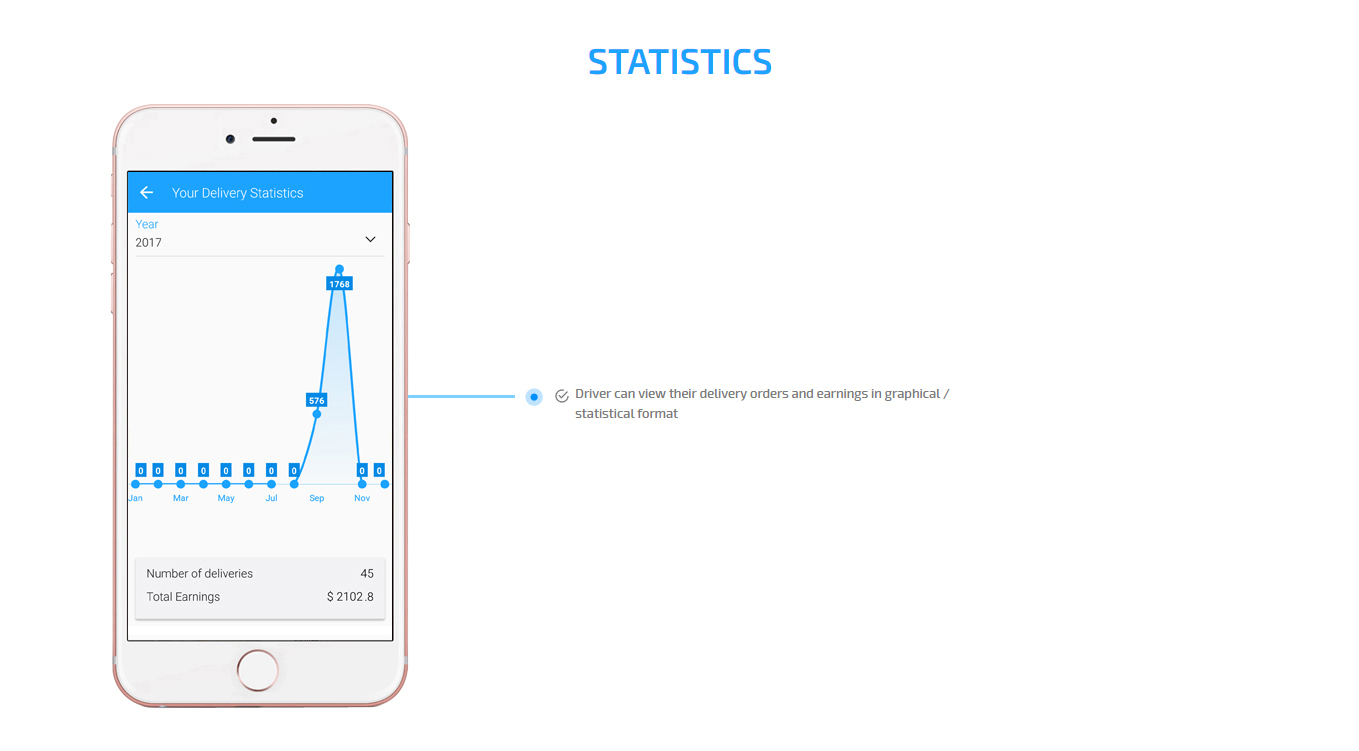 STATISTICS
Your Delivery Statistics
Year
2017
1768
576
0 0 0 0 0 0 0 0 0 0
Jan Mar May Jul Sep Nov
Number of deliveries 45
Total Earnings $ 2102.8
Driver can view their delivery orders and earnings in graphical /
statistical format